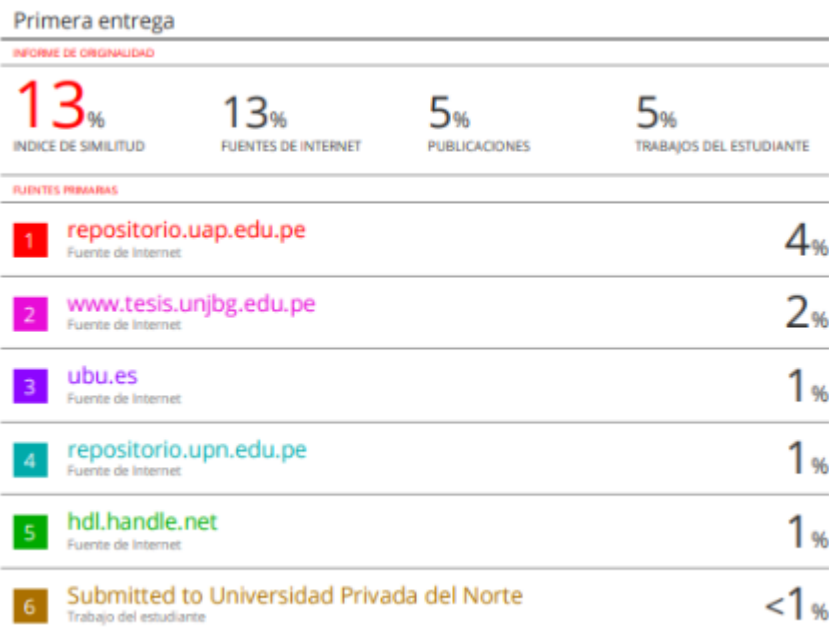 Primera entrega
INFORME DE ORIGINALIDAD
13% 13% 5% 5%
INDICE DE SIMILITUD FUENTES DE INTERNET PUBLICACIONES TRABAJOS DEL ESTUDIANTE
FUENTES PRIMARIAS
1 repositorio.uap.edu.pe 4%
Fuente de Internet
2 www.tesis.unjbg.edu.pe 2%
Fuente de Internet
3 ubu.es 1%
Fuente de Internet
4 repositorio.upn.edu.pe 1%
Fuente de Internet
5 hdl.handle.net 1%
Fuente de Internet
6 Submitted to Universidad Privada del Norte <1%
Trabajo del estudiante